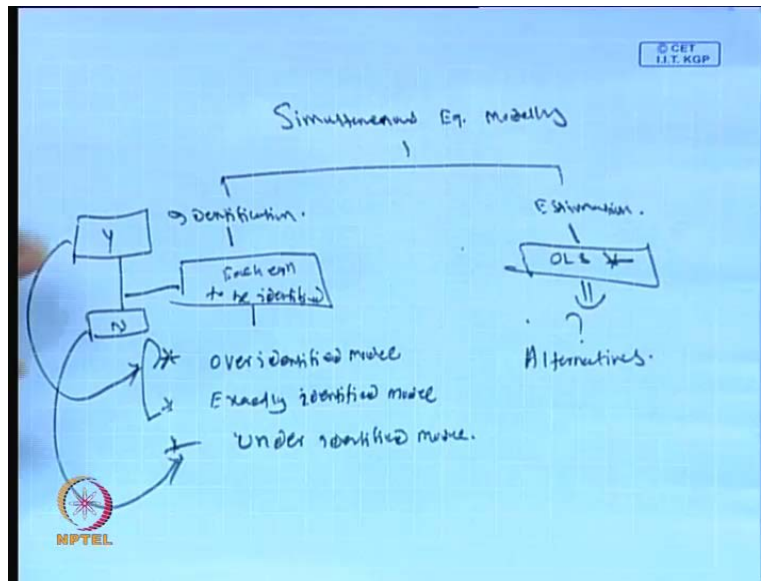 © CET
I.I.T. KGP
Simultaneous Eq. Modelling
Identification.
Estimation.
Y
Each eqn
to be identified
OLS
N
?
Over identified model
Alternatives.
Exactly identified model
Under identified model.
NPTEL